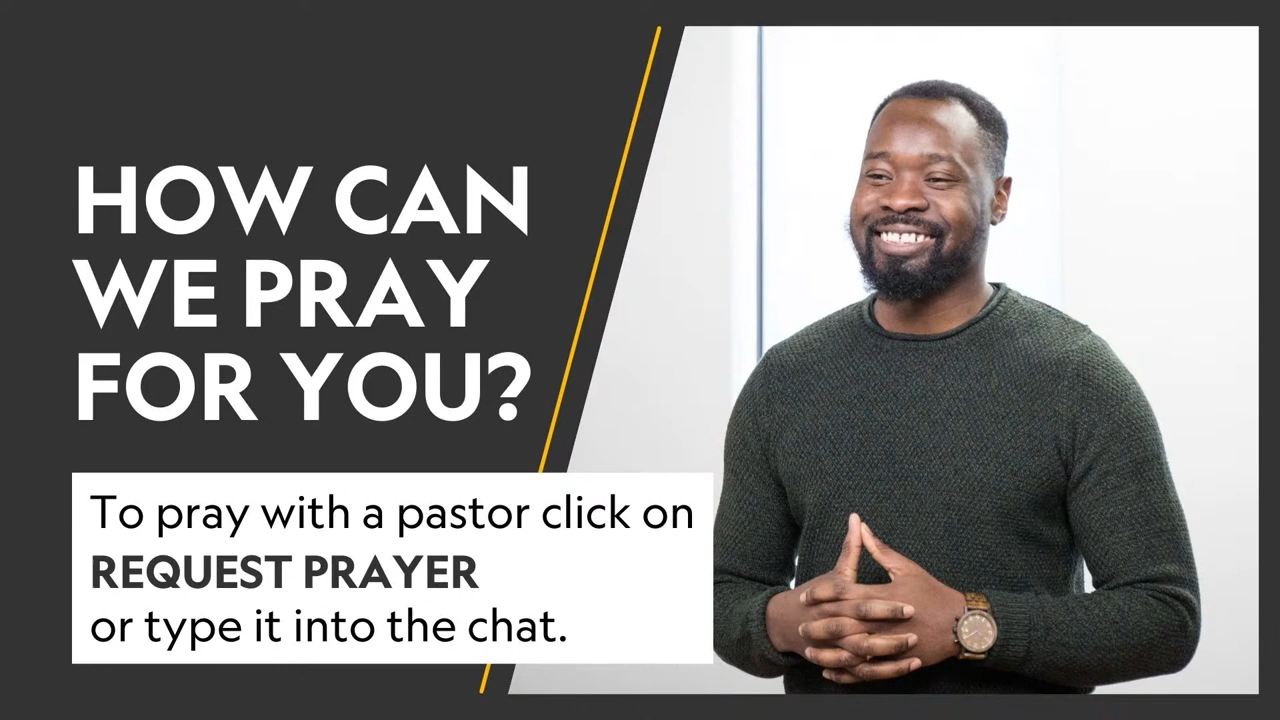 HOW CAN
WE PRAY
FOR YOU?
To pray with a pastor click on
REQUEST PRAYER
or type it into the chat.